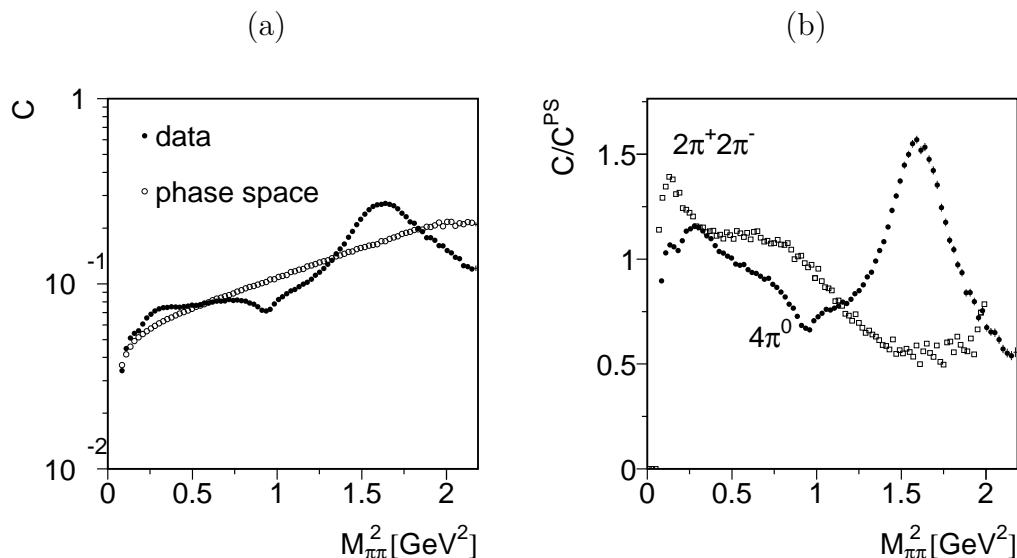 (a)
(b)
C
1
10⁻¹
10⁻²
• data
○ phase space
0
0.5
1
1.5
2
M²ππ[GeV²]
C/C^PS
1.5
1
0.5
0
2π⁺2π⁻
4π⁰
0
0.5
1
1.5
2
M²ππ[GeV²]